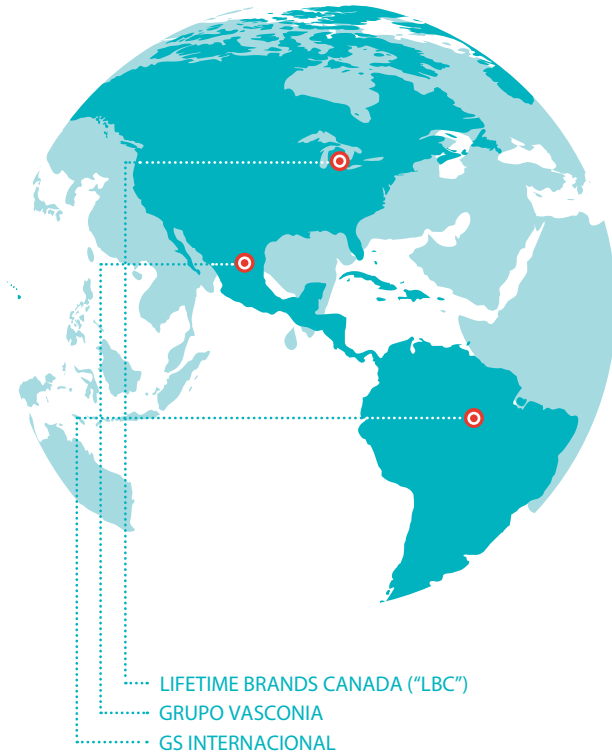 LIFETIME BRANDS CANADA (“LBC”)
GRUPO VASCONIA
GS INTERNACIONAL